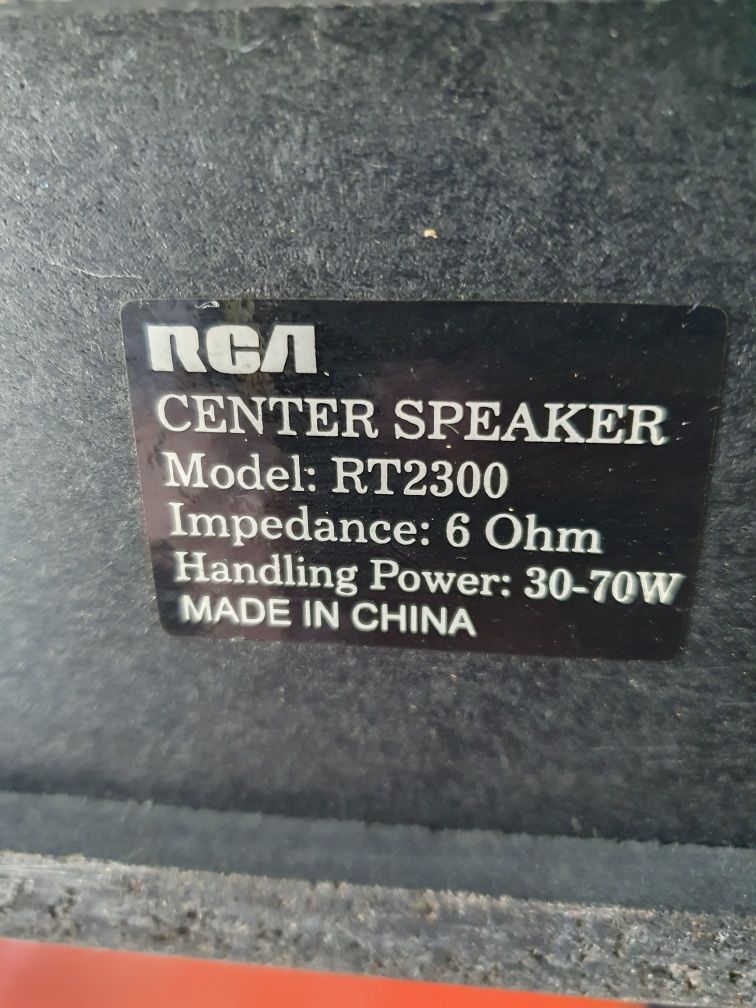 RCA
CENTER SPEAKER
Model: RT2300
Impedance: 6 Ohm
Handling Power: 30-70W
MADE IN CHINA